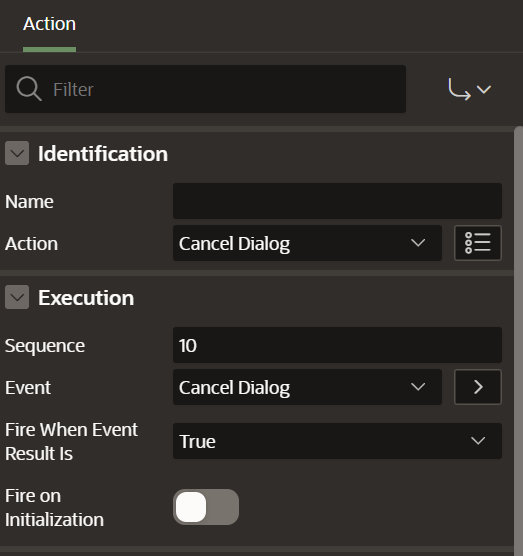 Action
Filter
Identification
Name
Action Cancel Dialog
Execution
Sequence 10
Event Cancel Dialog
Fire When Event
Result Is True
Fire on
Initialization